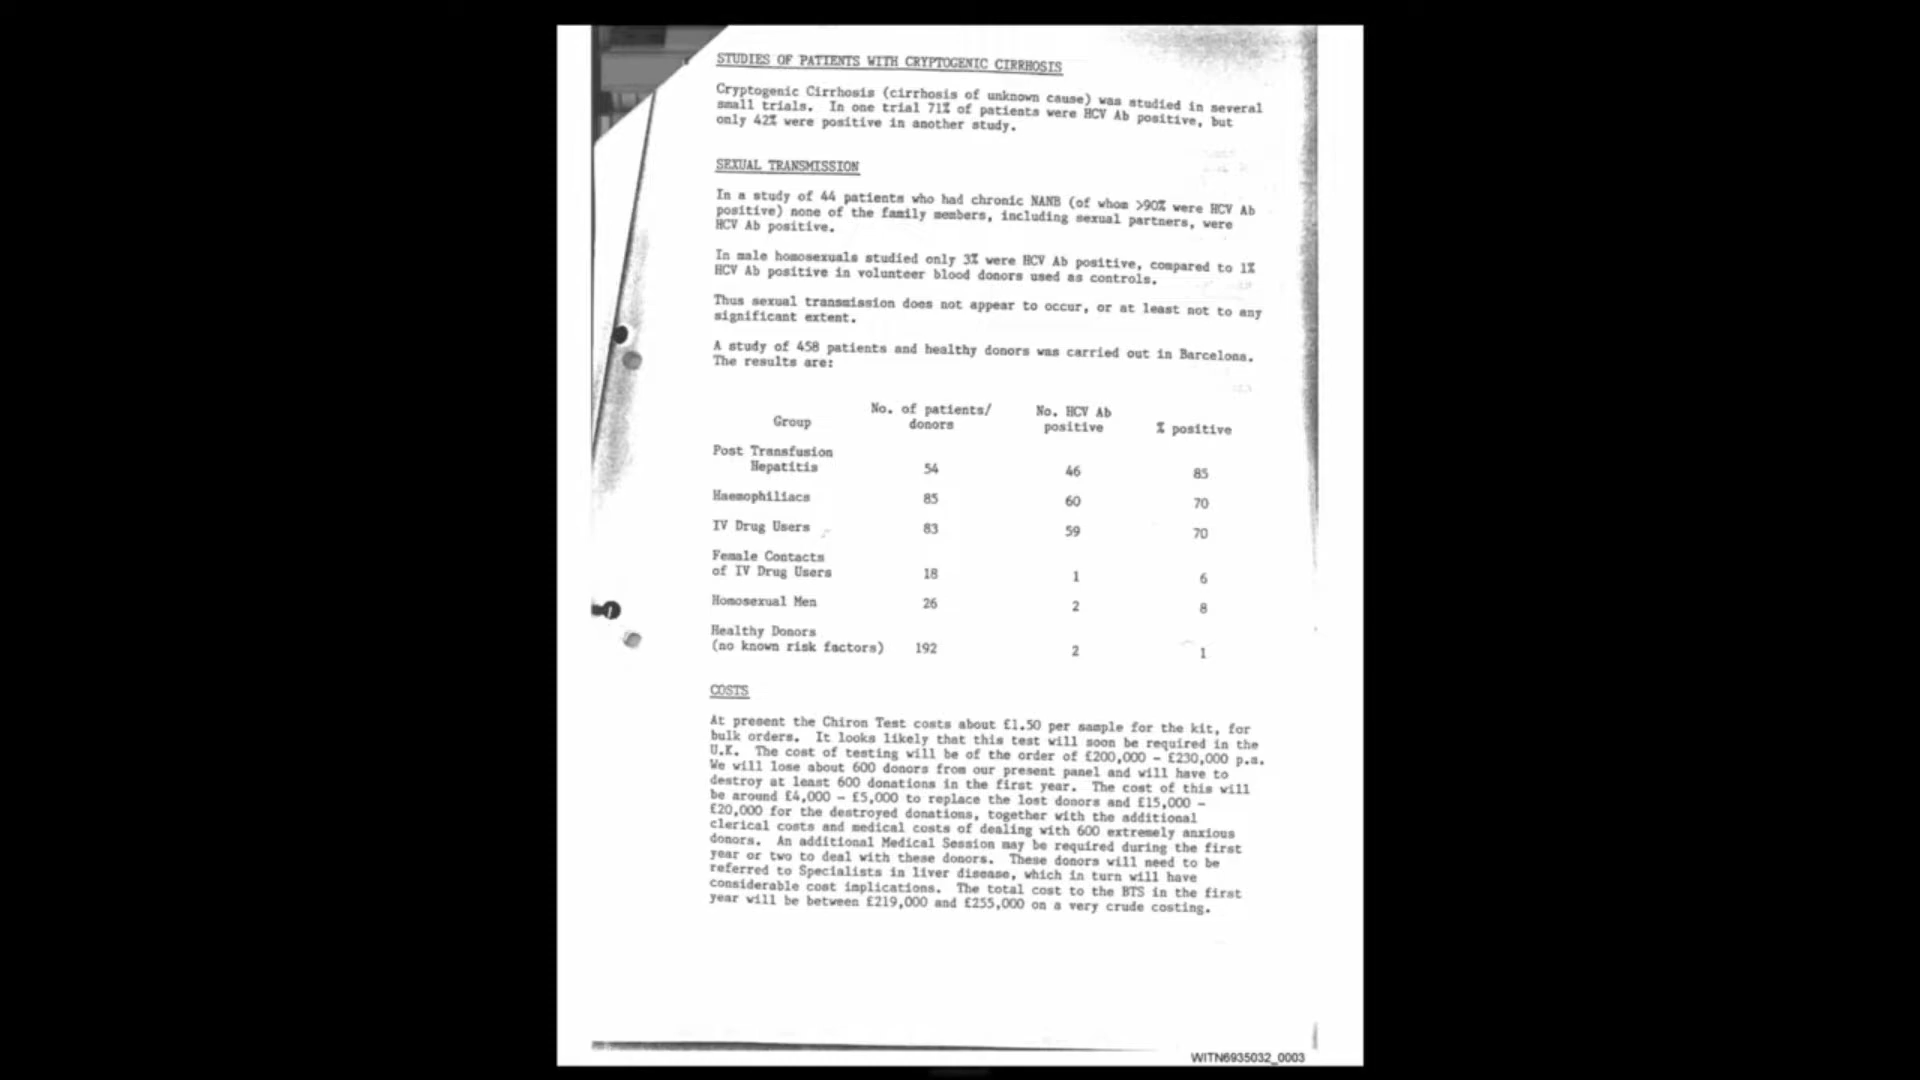 STUDIES OF PATIENTS WITH CRYPTOGENIC CIRRHOSIS
Cryptogenic Cirrhosis (cirrhosis of unknown cause) was studied in several
small trials. In one trial 71% of patients were HCV Ab positive, but
only 42% were positive in another study.
SEXUAL TRANSMISSION
In a study of 44 patients who had chronic NANB (of whom >90% were HCV Ab
positive) none of the family members, including sexual partners, were
HCV Ab positive.
In male homosexuals studied only 3% were HCV Ab positive, compared to 1%
HCV Ab positive in volunteer blood donors used as controls.
Thus sexual transmission does not appear to occur, or at least not to any
significant extent.
A study of 458 patients and healthy donors was carried out in Barcelona.
The results are:
No. of patients/ No. HCV Ab
Group donors positive % positive
Post Transfusion
Hepatitis 54 46 85
Haemophiliacs 85 60 70
IV Drug Users 83 59 70
Female Contacts
of IV Drug Users 18 1 6
Homosexual Men 26 2 8
Healthy Donors
(no known risk factors) 192 2 1
COSTS
At present the Chiron Test costs about £1.50 per sample for the kit, for
bulk orders. It looks likely that this test will soon be required in the
U.K. The cost of testing will be of the order of £200,000 - £230,000 p.a.
We will lose about 600 donors from our present panel and will have to
destroy at least 600 donations in the first year. The cost of this will
be around £4,000 - £5,000 to replace the lost donors and £15,000 -
£20,000 for the destroyed donations, together with the additional
clerical costs and medical costs of dealing with 600 extremely anxious
donors. An additional Medical Session may be required during the first
year or two to deal with these donors. These donors will need to be
referred to Specialists in liver disease, which in turn will have
considerable cost implications. The total cost to the BTS in the first
year will be between £219,000 and £255,000 on a very crude costing.
WITN6935032_0003